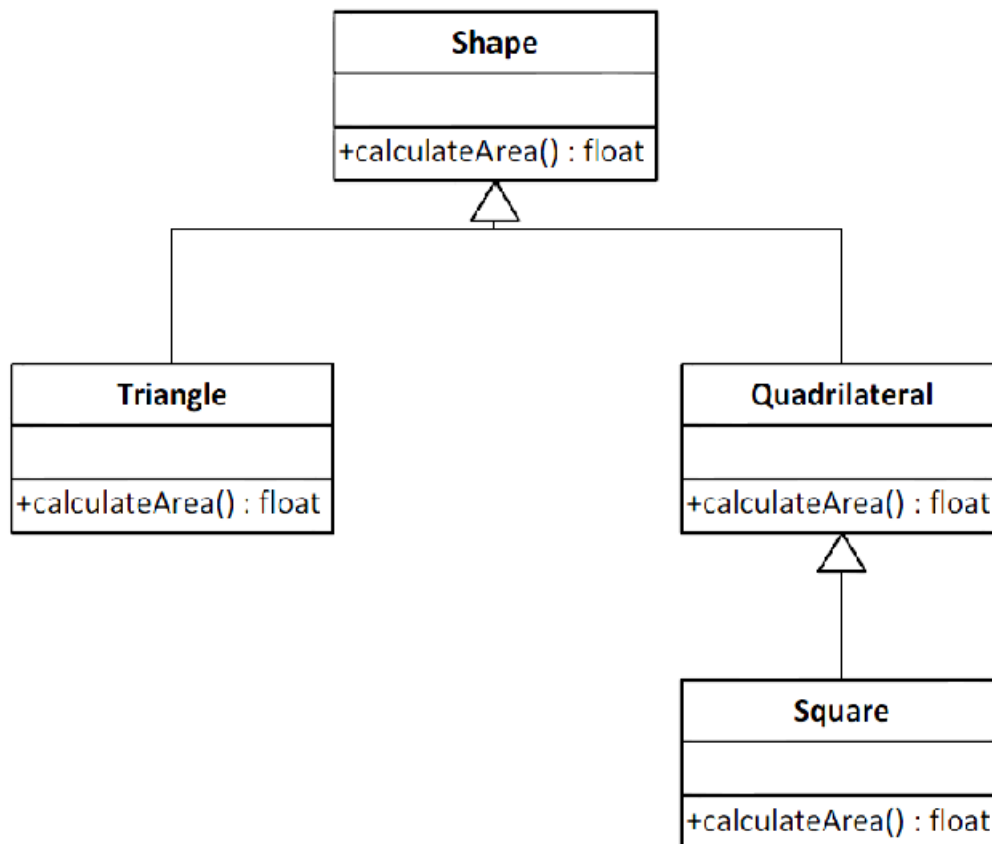 Shape
+calculateArea() : float
Triangle
+calculateArea() : float
Quadrilateral
+calculateArea() : float
Square
+calculateArea() : float